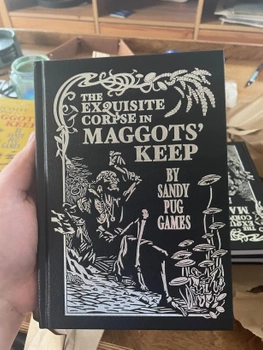 THE
EXQUISITE
CORPSE IN
MAGGOTS'
KEEP
BY
SANDY
PUG
GAMES